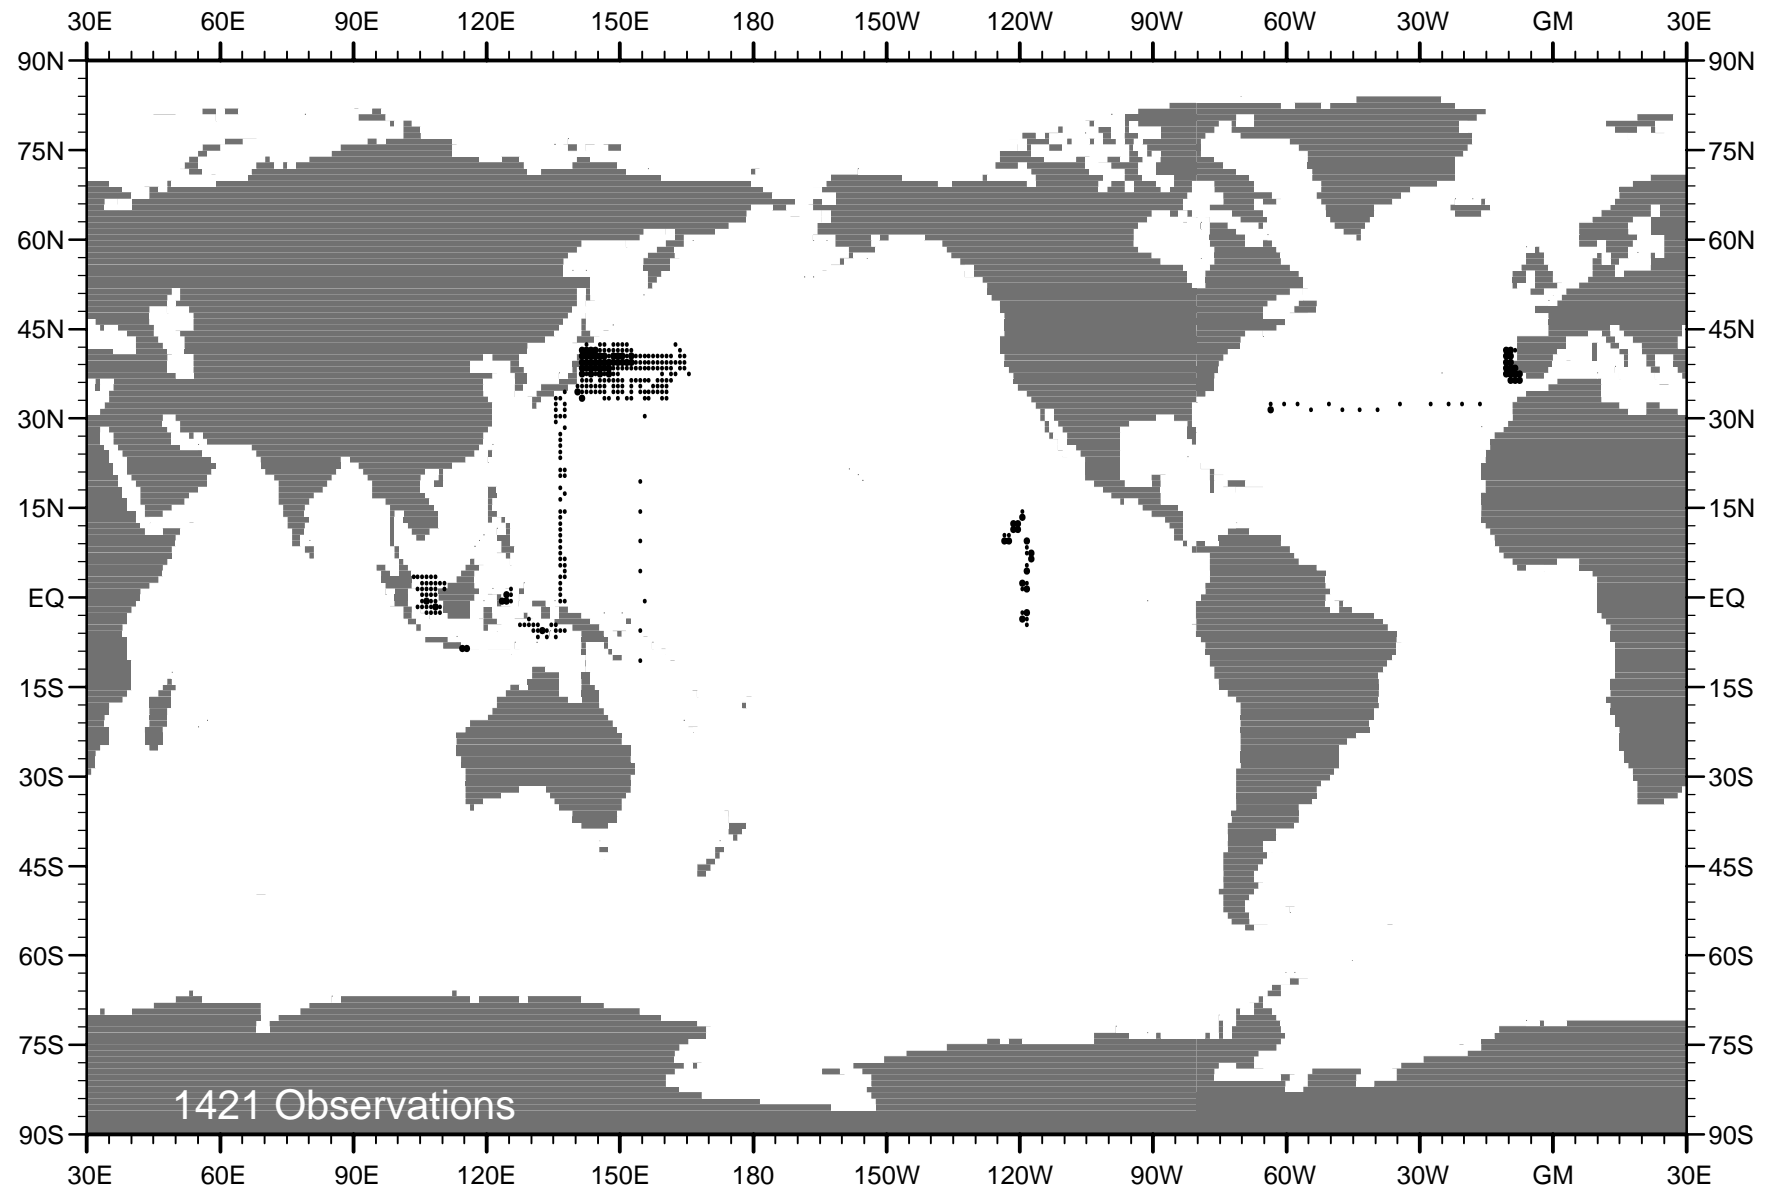 30E 60E 90E 120E 150E 180 150W 120W 90W 60W 30W GM 30E
90N 90N
75N 75N
60N 60N
45N 45N
30N 30N
15N 15N
EQ EQ
15S 15S
30S 30S
45S 45S
60S 60S
75S 75S
1421 Observations
90S 90S
30E 60E 90E 120E 150E 180 150W 120W 90W 60W 30W GM 30E